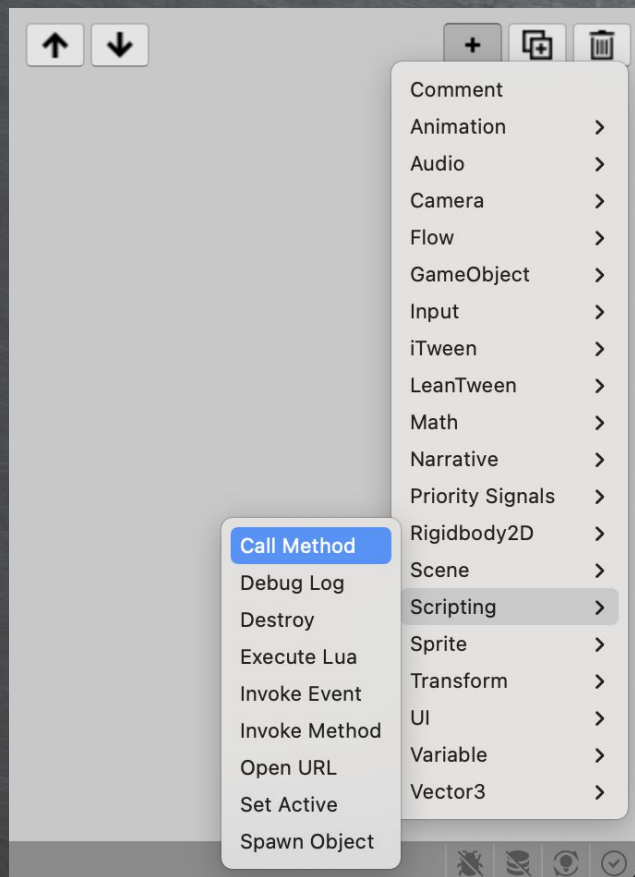 Comment
Animation
Audio
Camera
Flow
GameObject
Input
iTween
LeanTween
Math
Narrative
Priority Signals
Rigidbody2D
Scene
Scripting
Sprite
Transform
UI
Variable
Vector3
Call Method
Debug Log
Destroy
Execute Lua
Invoke Event
Invoke Method
Open URL
Set Active
Spawn Object